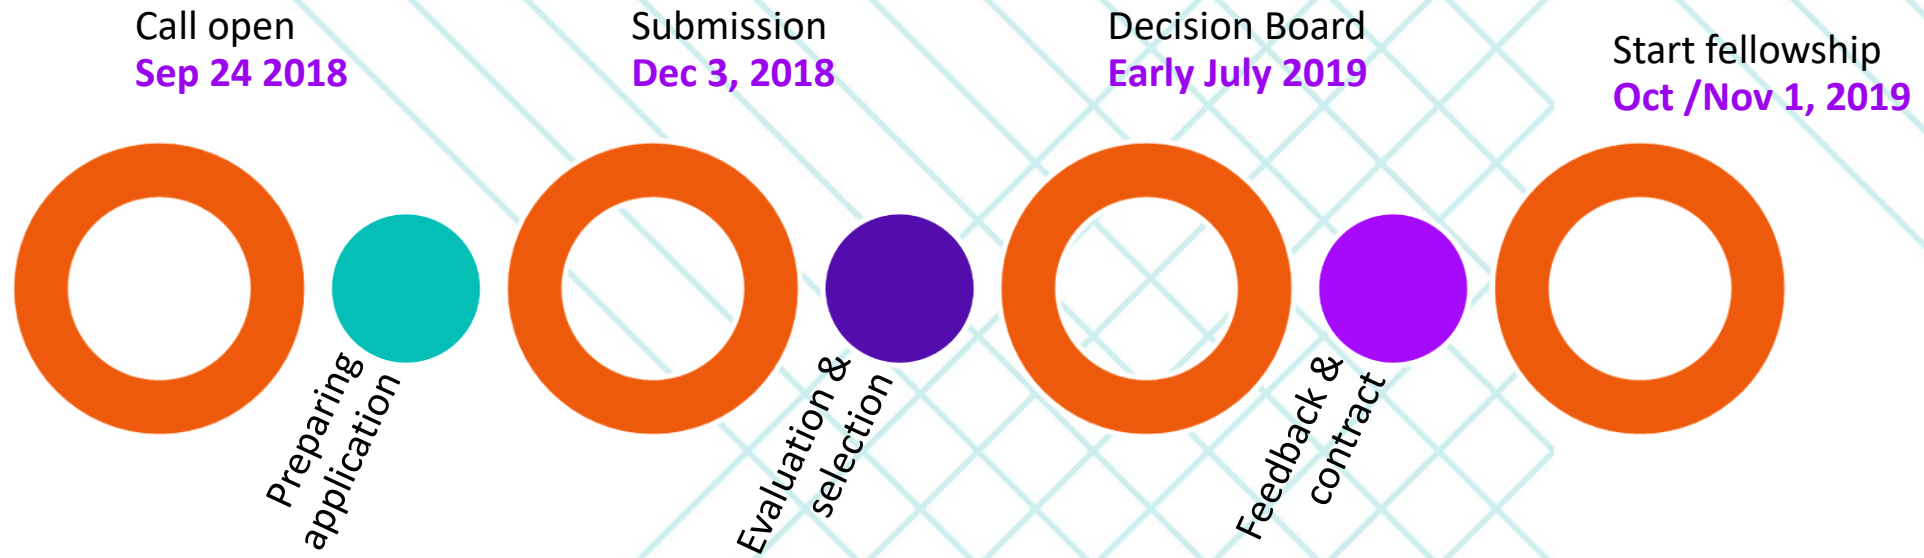 Call open
Sep 24 2018
Submission
Dec 3, 2018
Decision Board
Early July 2019
Start fellowship
Oct /Nov 1, 2019
Preparing
application
Evaluation &
selection
Feedback &
contract